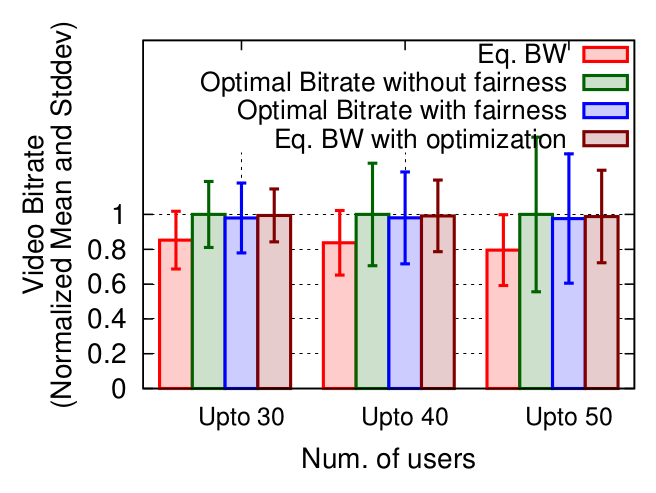 Eq. BW
Optimal Bitrate without fairness
Optimal Bitrate with fairness
Eq. BW with optimization
Video Bitrate
(Normalized Mean and Stddev)
1
0.8
0.6
0.4
0.2
0
Upto 30 Upto 40 Upto 50
Num. of users